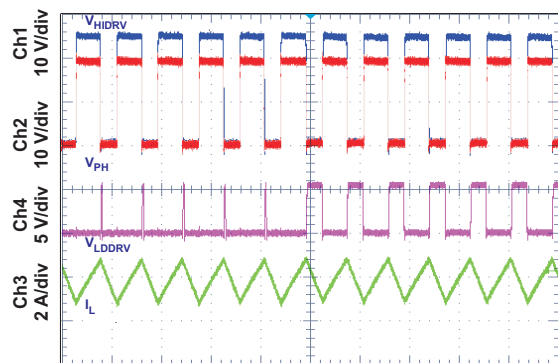 Ch1
10 V/div
Ch2
10 V/div
Ch4
5 V/div
Ch3
2 A/div
VHIDRV
VPH
VLDDRV
IL